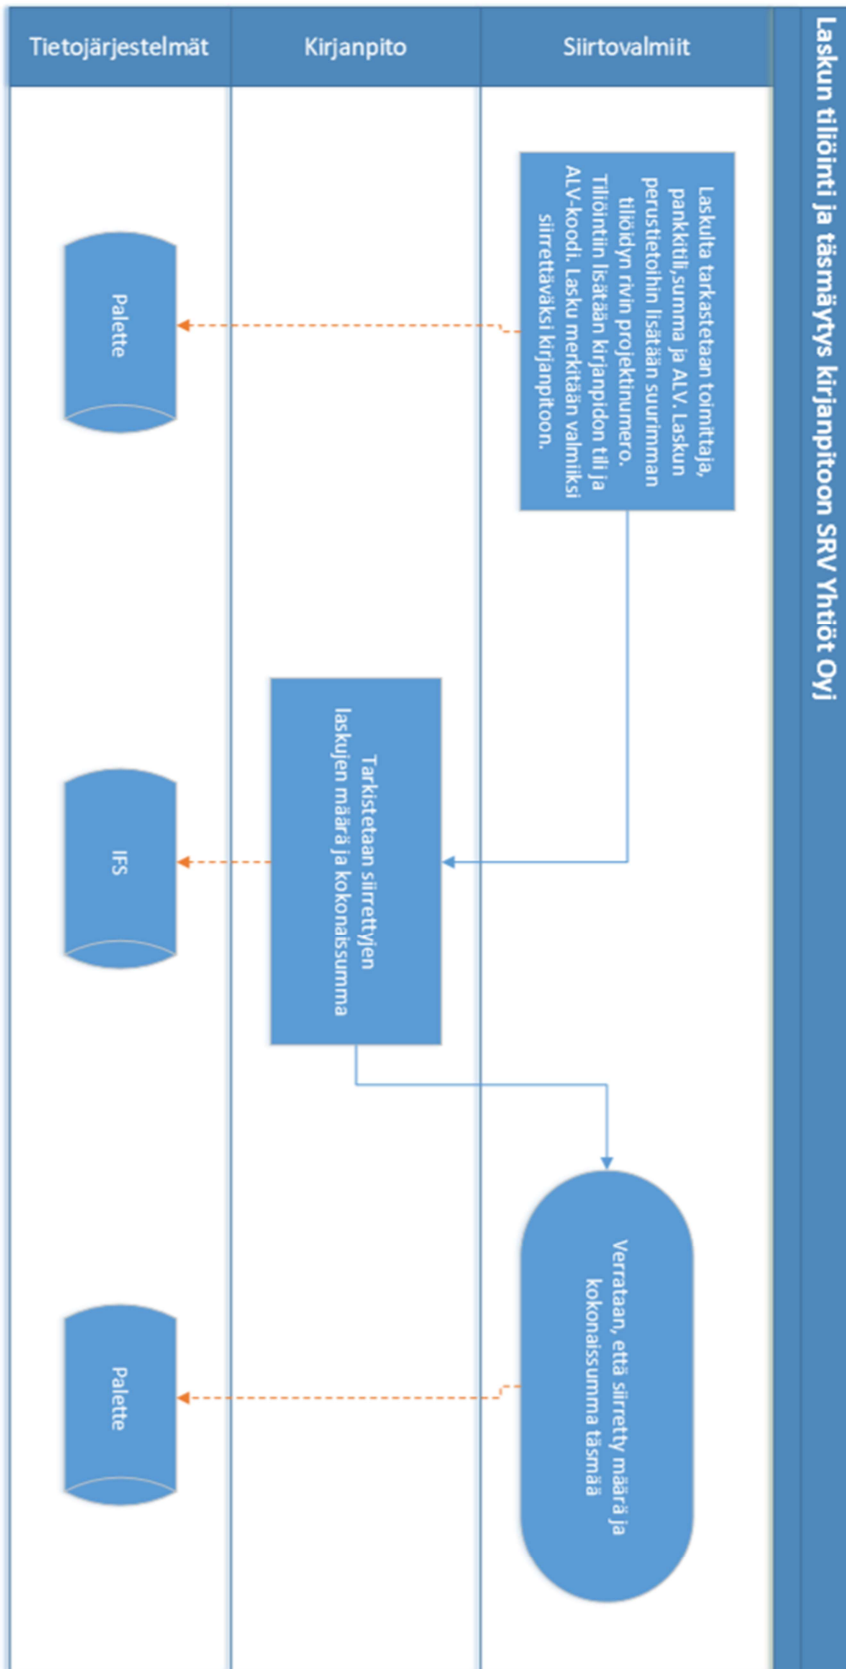 Laskun tiliöinti ja täsmäytys kirjanpitoon SRV Yhtiöt Oyj
Siirtovalmiit
Laskulta tarkastetaan toimittaja,
pankkitili,summa ja ALV. Laskun
perustietoihin lisätään suurimman
tiliöidyn rivin projektinumero.
Tiliöintiin lisätään kirjanpidon tili ja
ALV-koodi. Lasku merkitään valmiiksi
siirrettäväksi kirjanpitoon.
Verrataan, että siirretty määrä ja
kokonaissumma täsmää
Kirjanpito
Tarkistetaan siirrettyjen
laskujen määrä ja kokonaissumma
Tietojärjestelmät
Palette
IFS
Palette